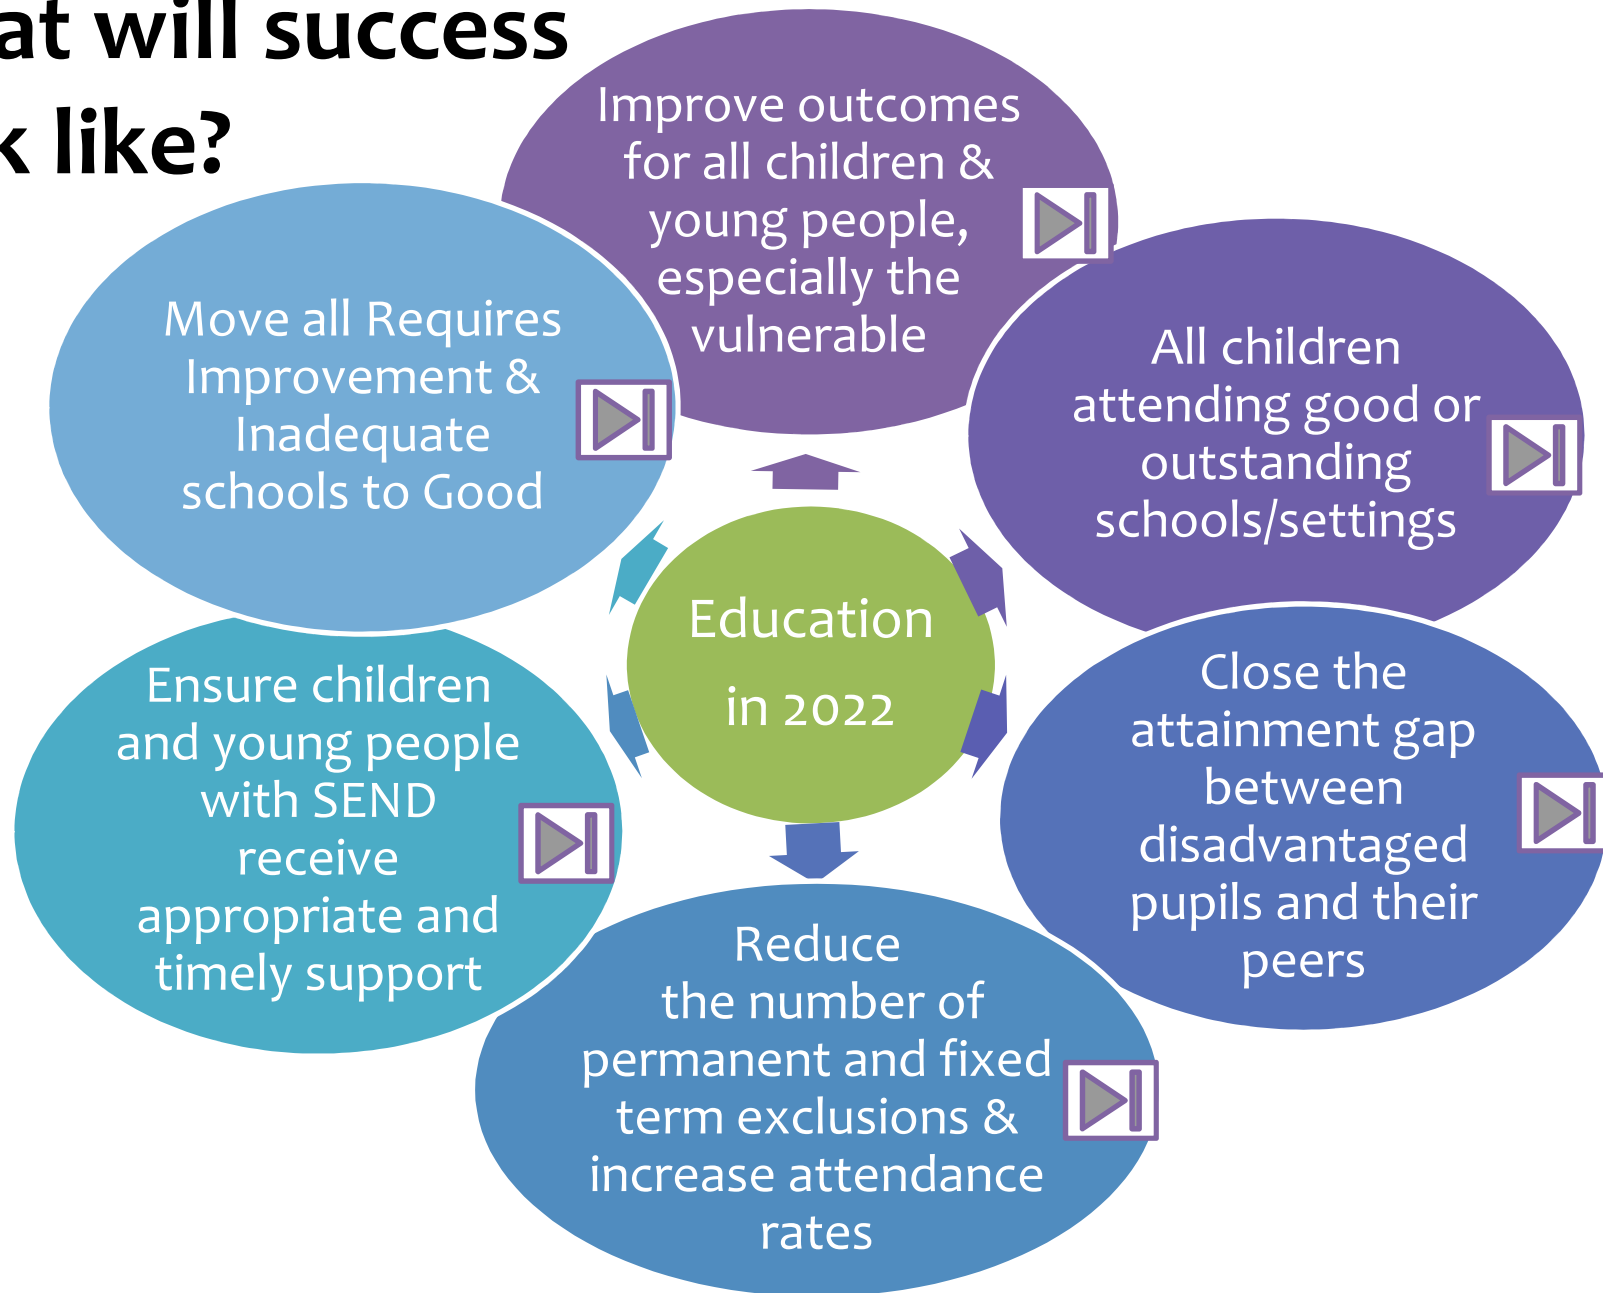 at will success
k like?
Improve outcomes
for all children &
young people,
especially the
vulnerable
All children
attending good or
outstanding
schools/settings
Close the
attainment gap
between
disadvantaged
pupils and their
peers
Reduce
the number of
permanent and fixed
term exclusions &
increase attendance
rates
Ensure children
and young people
with SEND
receive
appropriate and
timely support
Move all Requires
Improvement &
Inadequate
schools to Good
Education
in 2022